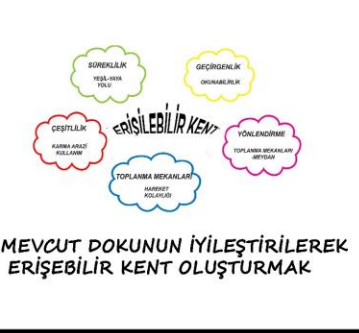 SÜREKLİLİK
YEŞİL-YAYA
YOLU
GEÇİRGENLİK
OKUNABİLİRLİK
ÇEŞİTLİLİK
KARMA ARAZİ
KULLANIM
ERİŞİLEBİLİR KENT
YÖNLENDİRME
TOPLANMA MEKANLARI
-MEYDAN
TOPLANMA MEKANLARI
HAREKET
KOLAYLIĞI
MEVCUT DOKUNUN İYİLEŞTİRİLEREK
ERİŞEBİLİR KENT OLUŞTURMAK